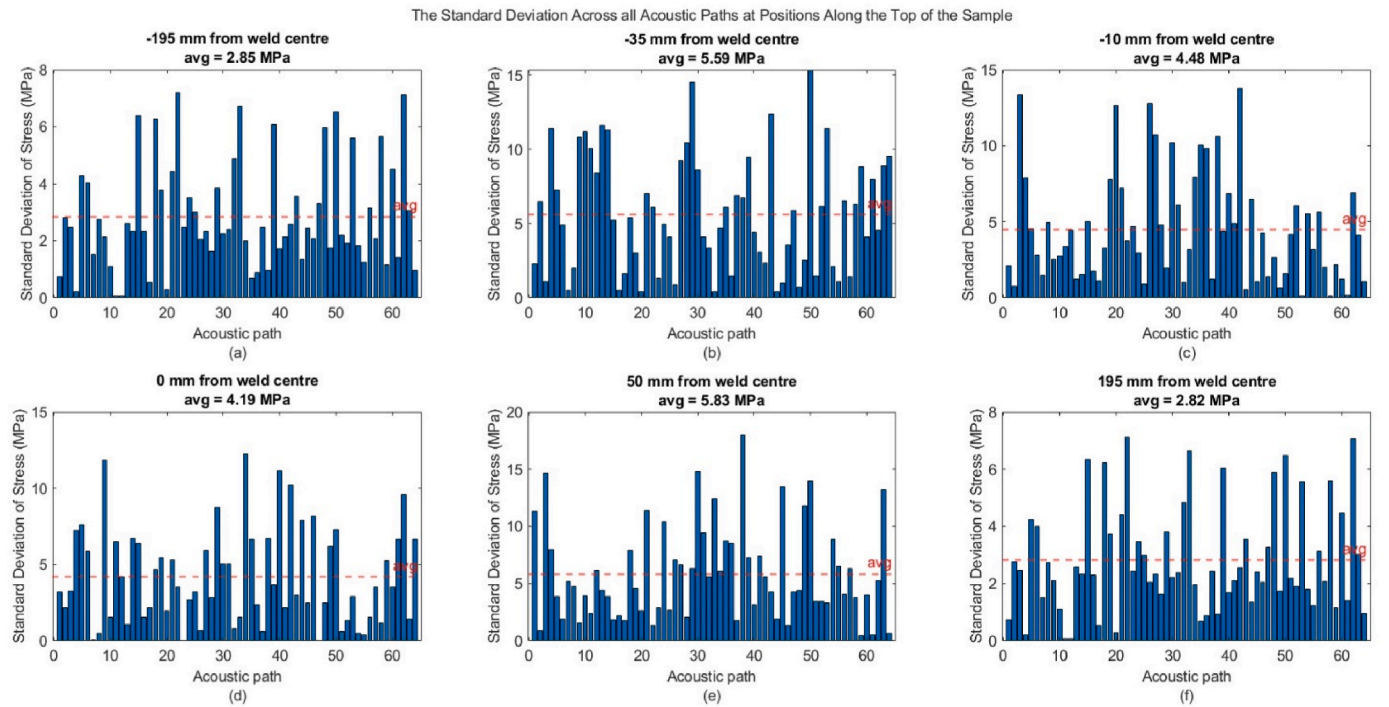 The Standard Deviation Across all Acoustic Paths at Positions Along the Top of the Sample
-195 mm from weld centre
avg = 2.85 MPa
Standard Deviation of Stress (MPa)
8
6
4
2
0
avg
0 10 20 30 40 50 60
Acoustic path
(a)
-35 mm from weld centre
avg = 5.59 MPa
Standard Deviation of Stress (MPa)
15
10
5
0
avg
0 10 20 30 40 50 60
Acoustic path
(b)
-10 mm from weld centre
avg = 4.48 MPa
Standard Deviation of Stress (MPa)
15
10
5
0
avg
0 10 20 30 40 50 60
Acoustic path
(c)
0 mm from weld centre
avg = 4.19 MPa
Standard Deviation of Stress (MPa)
15
10
5
0
avg
0 10 20 30 40 50 60
Acoustic path
(d)
50 mm from weld centre
avg = 5.83 MPa
Standard Deviation of Stress (MPa)
20
15
10
5
0
avg
0 10 20 30 40 50 60
Acoustic path
(e)
195 mm from weld centre
avg = 2.82 MPa
Standard Deviation of Stress (MPa)
8
6
4
2
0
avg
0 10 20 30 40 50 60
Acoustic path
(f)